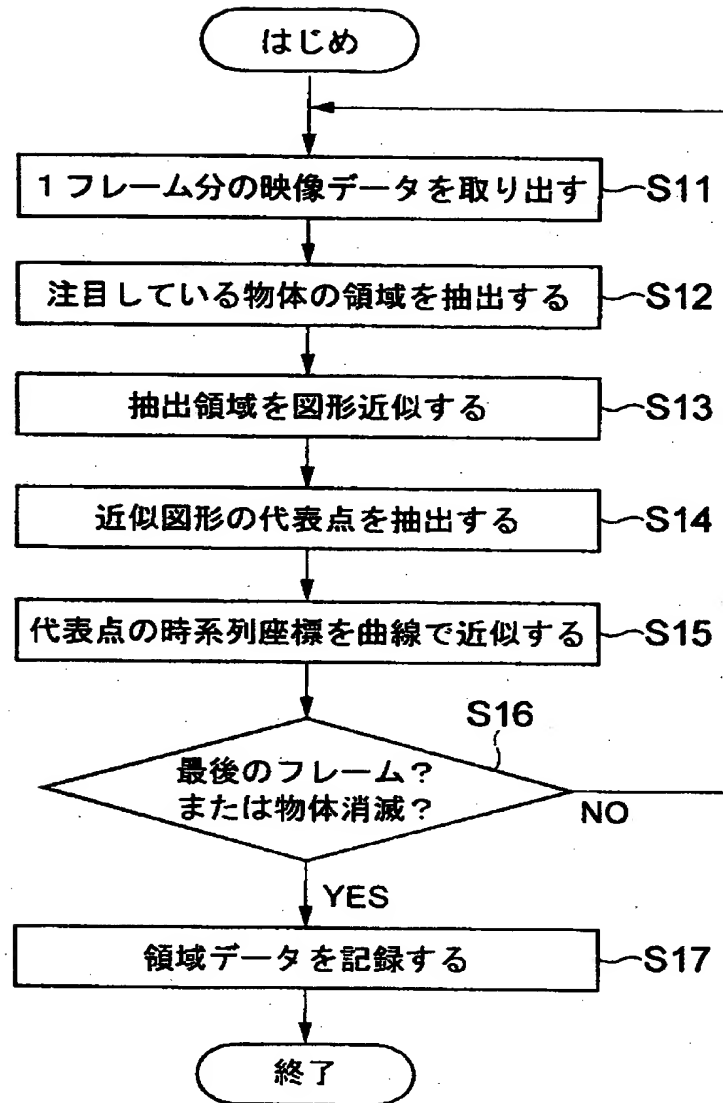 はじめ
1フレーム分の映像データを取り出す
S11
注目している物体の領域を抽出する
S12
抽出領域を図形近似する
S13
近似図形の代表点を抽出する
S14
代表点の時系列座標を曲線で近似する
S15
S16
最後のフレーム?
または物体消滅?
NO
YES
領域データを記録する
S17
終了